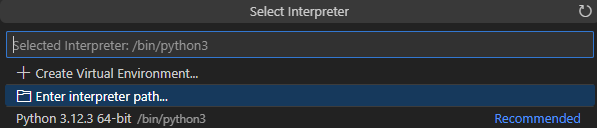 Select Interpreter
Selected Interpreter: /bin/python3
Create Virtual Environment...
Enter interpreter path...
Python 3.12.3 64-bit /bin/python3 Recommended